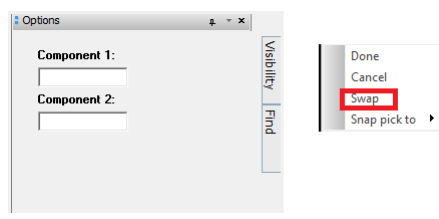 Options
Component 1:
Component 2:
Visibility
Find
Done
Cancel
Swap
Snap pick to